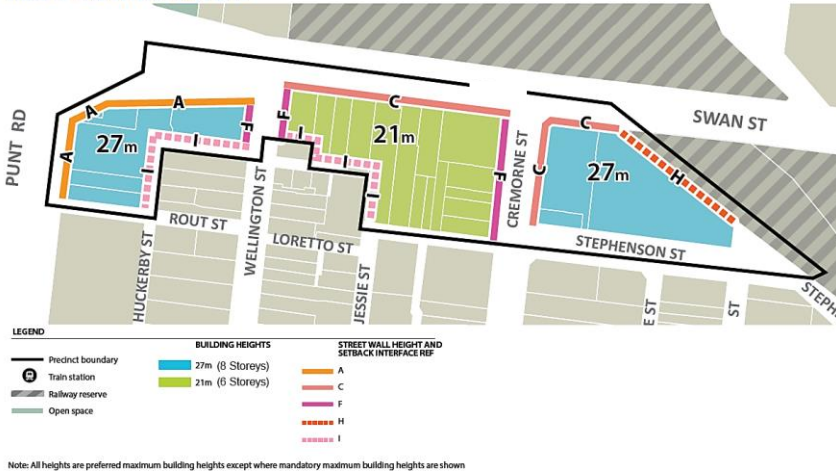 PUNT RD
SWAN ST
CREMORNE ST
WELLINGTON ST
HUCKERBY ST
ROUT ST
LORETTO ST
JESSIE ST
STEPHENSON ST
E ST
ST
STEPH
A
A
A
F
I
I
27m
F
C
I
I
I
21m
F
C
C
27m
H
LEGEND
Precinct boundary
Train station
Railway reserve
Open space
BUILDING HEIGHTS
27m (8 Storeys)
21m (6 Storeys)
STREET WALL HEIGHT AND
SETBACK INTERFACE REF
A
C
F
H
I
Note: All heights are preferred maximum building heights except where mandatory maximum building heights are shown